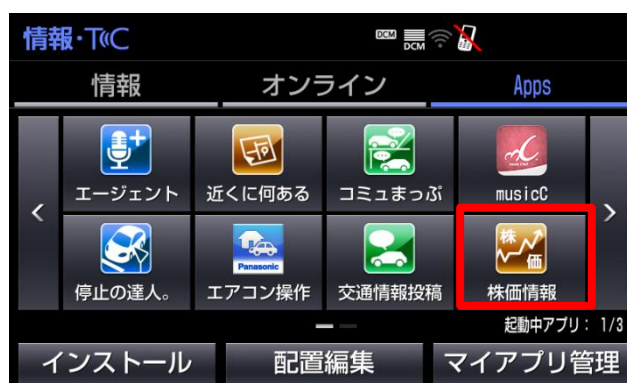 情報・T((C
DCM
DCM
情報 オンライン Apps
エージェント 近くに何ある コミュまっぷ musicC
mC.
music Chef
株
価
Panasonic
停止の達人。 エアコン操作 交通情報投稿 株価情報
起動中アプリ: 1/3
インストール 配置編集 マイアプリ管理